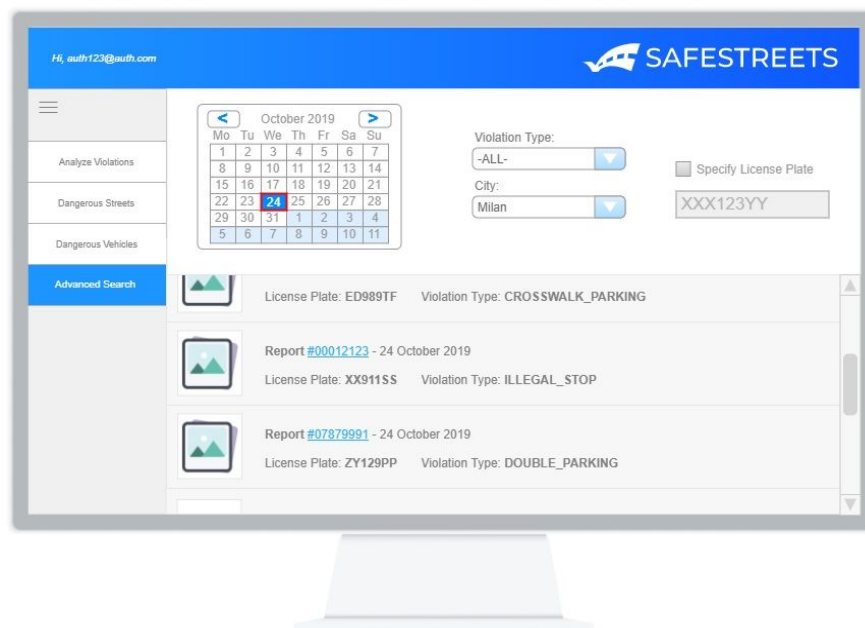 Hi, auth123@auth.com
SAFESTREETS
Analyze Violations
Dangerous Streets
Dangerous Vehicles
Advanced Search
< October 2019 >
Mo Tu We Th Fr Sa Su
1 2 3 4 5 6 7
8 9 10 11 12 13 14
15 16 17 18 19 20 21
22 23 24 25 26 27 28
29 30 31 1 2 3 4
5 6 7 8 9 10 11
Violation Type:
-ALL-
City:
Milan
Specify License Plate
XXX123YY
License Plate: ED989TF Violation Type: CROSSWALK_PARKING
Report #00012123 - 24 October 2019
License Plate: XX911SS Violation Type: ILLEGAL_STOP
Report #07879991 - 24 October 2019
License Plate: ZY129PP Violation Type: DOUBLE_PARKING